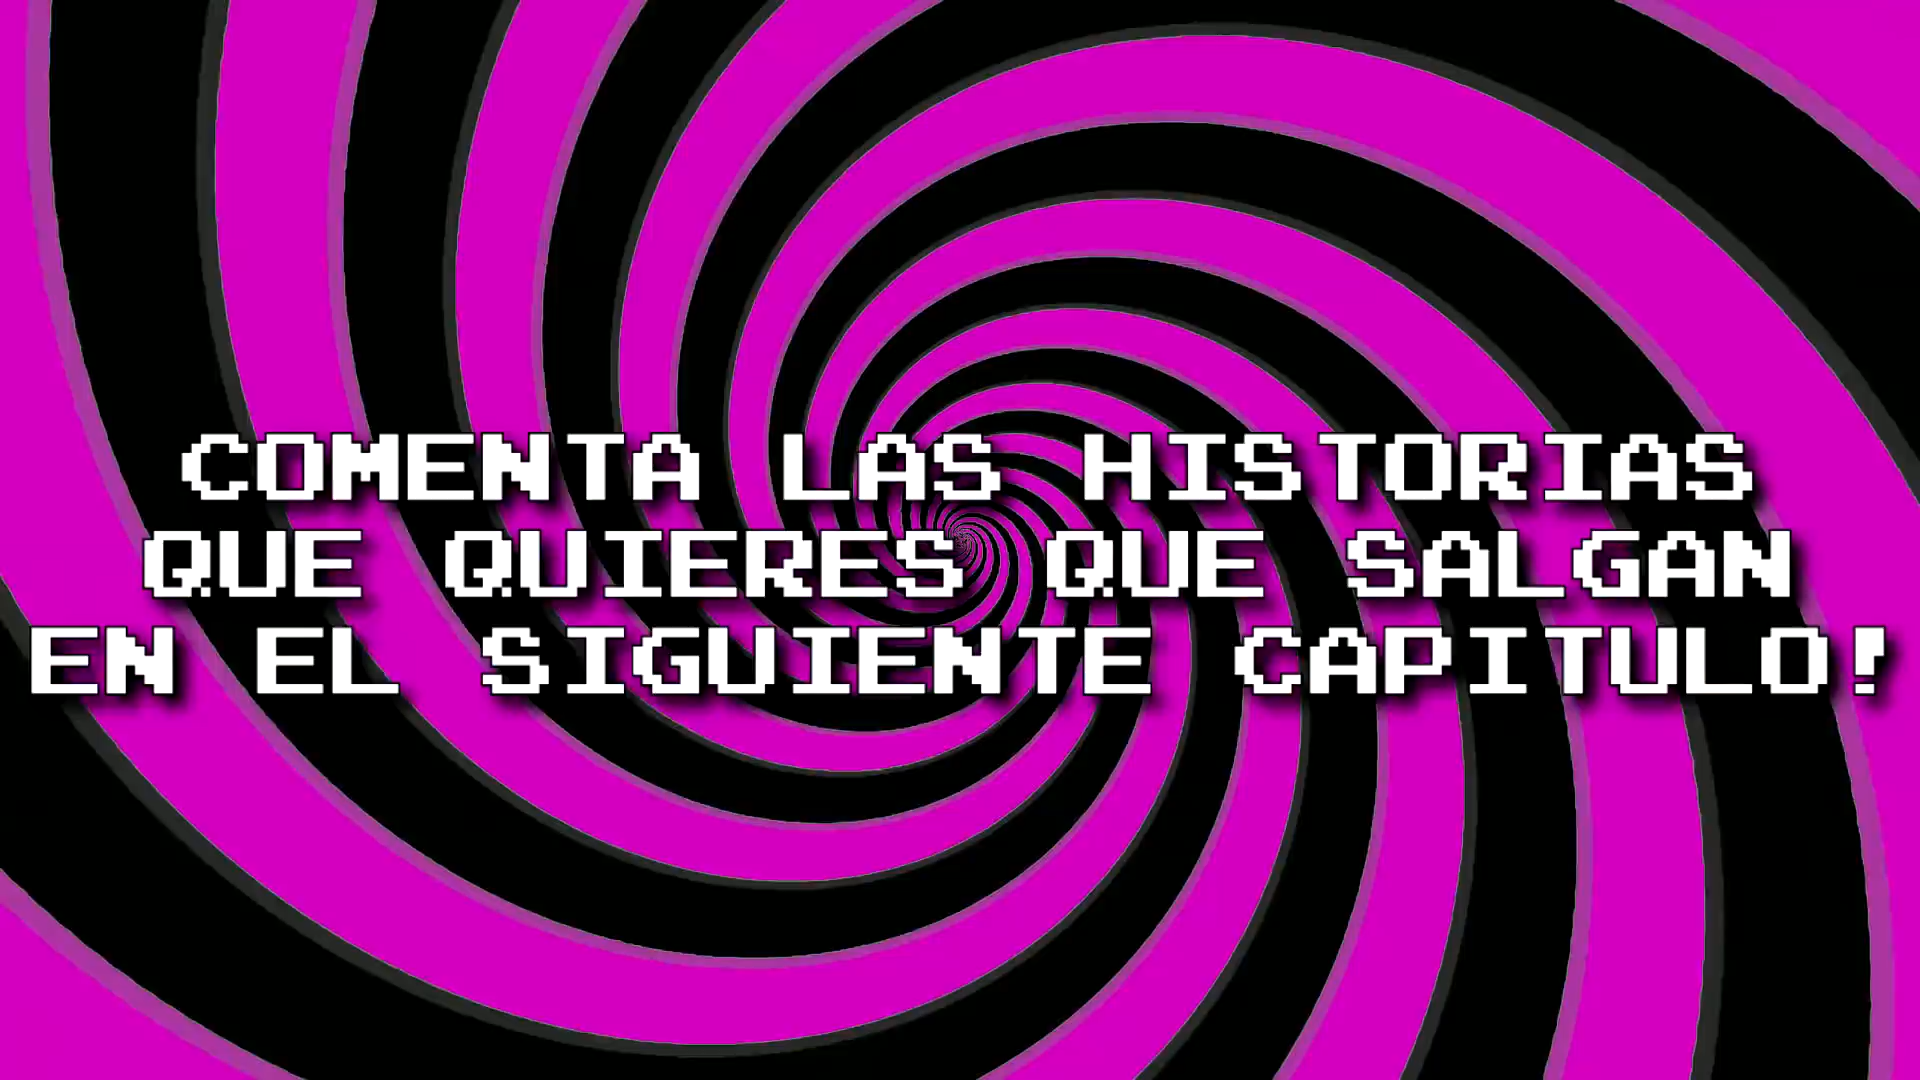 COMENTA LAS HISTORIAS
QUE QUIERES QUE SALGAN
EN EL SIGUIENTE CAPITULO!